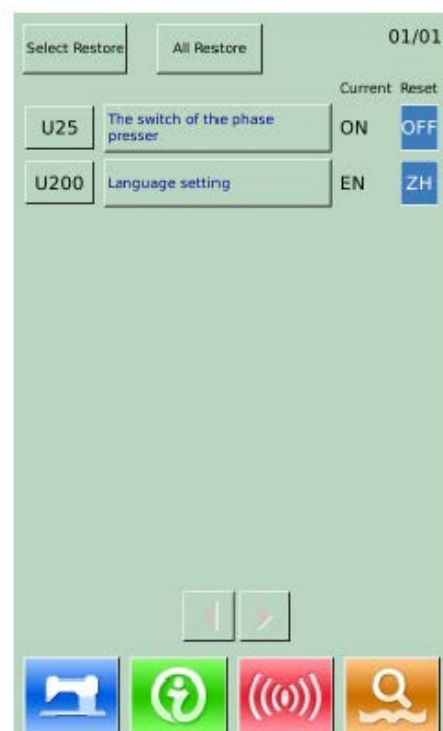 Select Restore All Restore 01/01
Current Reset
U25 The switch of the phase presser ON OFF
U200 Language setting EN ZH